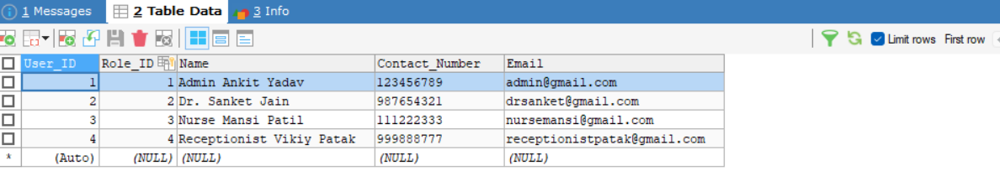 1 Messages 2 Table Data 3 Info
Limit rows First row
User_ID Role_ID Name Contact_Number Email
1 1 Admin Ankit Yadav 123456789 admin@gmail.com
2 2 Dr. Sanket Jain 987654321 drsanket@gmail.com
3 3 Nurse Mansi Patil 111222333 nursemansi@gmail.com
4 4 Receptionist Vikiy Patak 999888777 receptionistpatak@gmail.com
* (Auto) (NULL) (NULL) (NULL) (NULL)